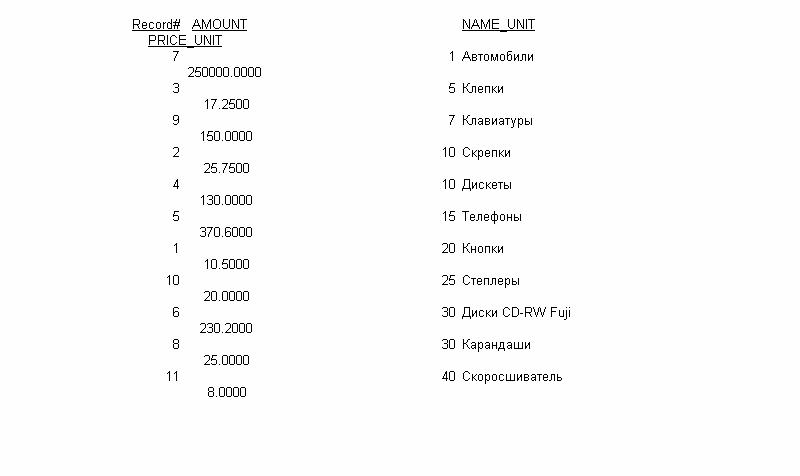 Record# AMOUNT NAME_UNIT
PRICE_UNIT
7 1 Автомобили
250000.0000
3 5 Клепки
17.2500
9 7 Клавиатуры
150.0000
2 10 Скрепки
25.7500
4 10 Дискеты
130.0000
5 15 Телефоны
370.6000
1 20 Кнопки
10.5000
10 25 Степлеры
20.0000
6 30 Диски CD-RW Fuji
230.2000
8 30 Карандаши
25.0000
11 40 Скоросшиватель
8.0000